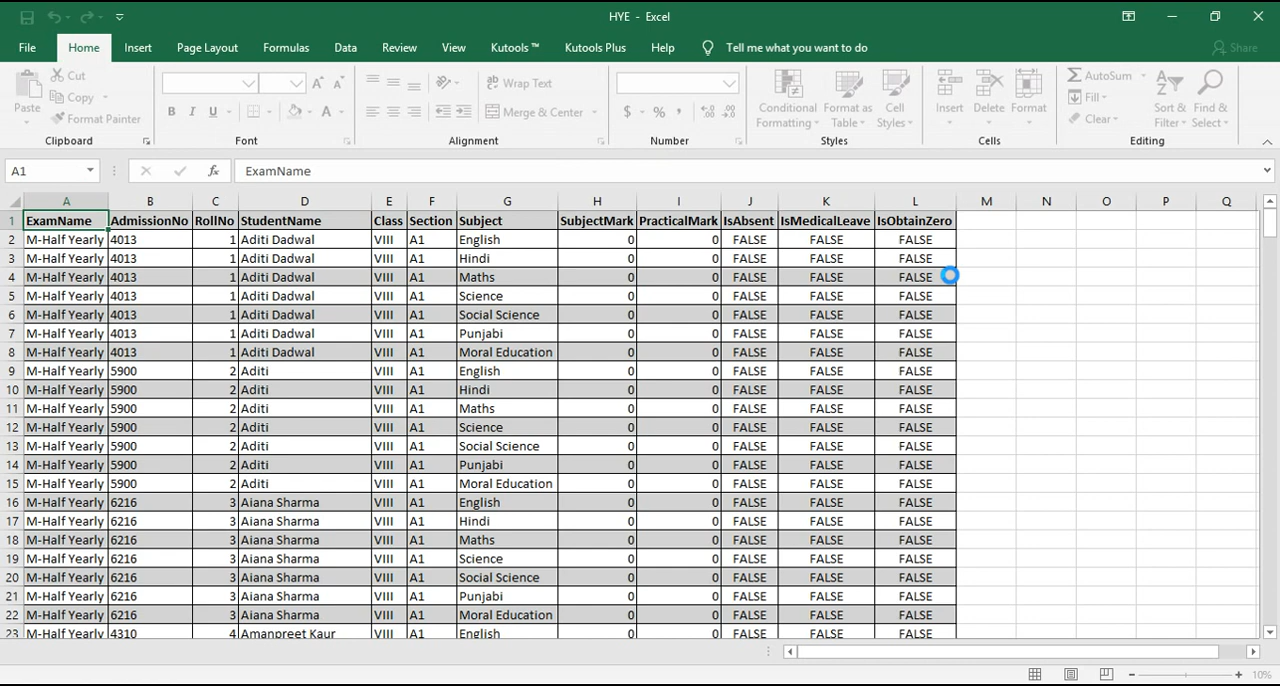 HYE - Excel
File Home Insert Page Layout Formulas Data Review View Kutools ™ Kutools Plus Help Tell me what you want to do Share
Paste Cut Copy Format Painter Clipboard
B I U A A A Font
Wrap Text Merge & Center Alignment
$ % , Number
Conditional Formatting Format as Table Cell Styles Styles
Insert Delete Format Cells
AutoSum Fill Clear Sort & Filter Find & Select Editing
A1 fx ExamName
A B C D E F G H I J K L M N O P Q
1 ExamName AdmissionNo RollNo StudentName Class Section Subject SubjectMark PracticalMark IsAbsent IsMedicalLeave IsObtainZero
2 M-Half Yearly 4013 1 Aditi Dadwal VIII A1 English 0 0 FALSE FALSE FALSE
3 M-Half Yearly 4013 1 Aditi Dadwal VIII A1 Hindi 0 0 FALSE FALSE FALSE
4 M-Half Yearly 4013 1 Aditi Dadwal VIII A1 Maths 0 0 FALSE FALSE FALSE
5 M-Half Yearly 4013 1 Aditi Dadwal VIII A1 Science 0 0 FALSE FALSE FALSE
6 M-Half Yearly 4013 1 Aditi Dadwal VIII A1 Social Science 0 0 FALSE FALSE FALSE
7 M-Half Yearly 4013 1 Aditi Dadwal VIII A1 Punjabi 0 0 FALSE FALSE FALSE
8 M-Half Yearly 4013 1 Aditi Dadwal VIII A1 Moral Education 0 0 FALSE FALSE FALSE
9 M-Half Yearly 5900 2 Aditi VIII A1 English 0 0 FALSE FALSE FALSE
10 M-Half Yearly 5900 2 Aditi VIII A1 Hindi 0 0 FALSE FALSE FALSE
11 M-Half Yearly 5900 2 Aditi VIII A1 Maths 0 0 FALSE FALSE FALSE
12 M-Half Yearly 5900 2 Aditi VIII A1 Science 0 0 FALSE FALSE FALSE
13 M-Half Yearly 5900 2 Aditi VIII A1 Social Science 0 0 FALSE FALSE FALSE
14 M-Half Yearly 5900 2 Aditi VIII A1 Punjabi 0 0 FALSE FALSE FALSE
15 M-Half Yearly 5900 2 Aditi VIII A1 Moral Education 0 0 FALSE FALSE FALSE
16 M-Half Yearly 6216 3 Aiana Sharma VIII A1 English 0 0 FALSE FALSE FALSE
17 M-Half Yearly 6216 3 Aiana Sharma VIII A1 Hindi 0 0 FALSE FALSE FALSE
18 M-Half Yearly 6216 3 Aiana Sharma VIII A1 Maths 0 0 FALSE FALSE FALSE
19 M-Half Yearly 6216 3 Aiana Sharma VIII A1 Science 0 0 FALSE FALSE FALSE
20 M-Half Yearly 6216 3 Aiana Sharma VIII A1 Social Science 0 0 FALSE FALSE FALSE
21 M-Half Yearly 6216 3 Aiana Sharma VIII A1 Punjabi 0 0 FALSE FALSE FALSE
22 M-Half Yearly 6216 3 Aiana Sharma VIII A1 Moral Education 0 0 FALSE FALSE FALSE
23 M-Half Yearly 4310 4 Amanpreet Kaur VIII A1 English 0 0 FALSE FALSE FALSE
10%